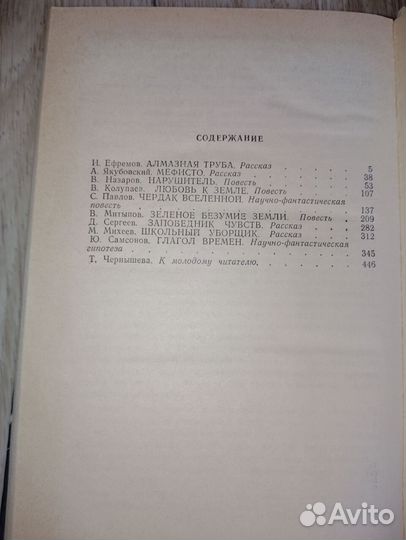 СОДЕРЖАНИЕ
И. Ефремов. АЛМАЗНАЯ ТРУБА. Рассказ . . . . . 5
А. Якубовский. МЕФИСТО. Рассказ . . . . . . . 38
В. Назаров. НАРУШИТЕЛЬ. Повесть . . . . . . 53
В. Колупаев. ЛЮБОВЬ К ЗЕМЛЕ. Повесть . . . . 107
С. Павлов. ЧЕРДАК ВСЕЛЕННОЙ. Научно-фантастическая
повесть . . . . . . . . . . . . . . . 137
В. Митыпов. ЗЕЛЕНОЕ БЕЗУМИЕ ЗЕМЛИ. Повесть . . 209
Д. Сергеев. ЗАПОВЕДНИК ЧУВСТВ. Рассказ . . . . 282
М. Михеев. ШКОЛЬНЫЙ УБОРЩИК. Рассказ . . . . 312
Ю. Самсонов. ГЛАГОЛ ВРЕМЕН. Научно-фантастическая
гипотеза . . . . . . . . . . . . . . . 345
Т. Чернышева. К молодому читателю. . . . . . . 446
Avito